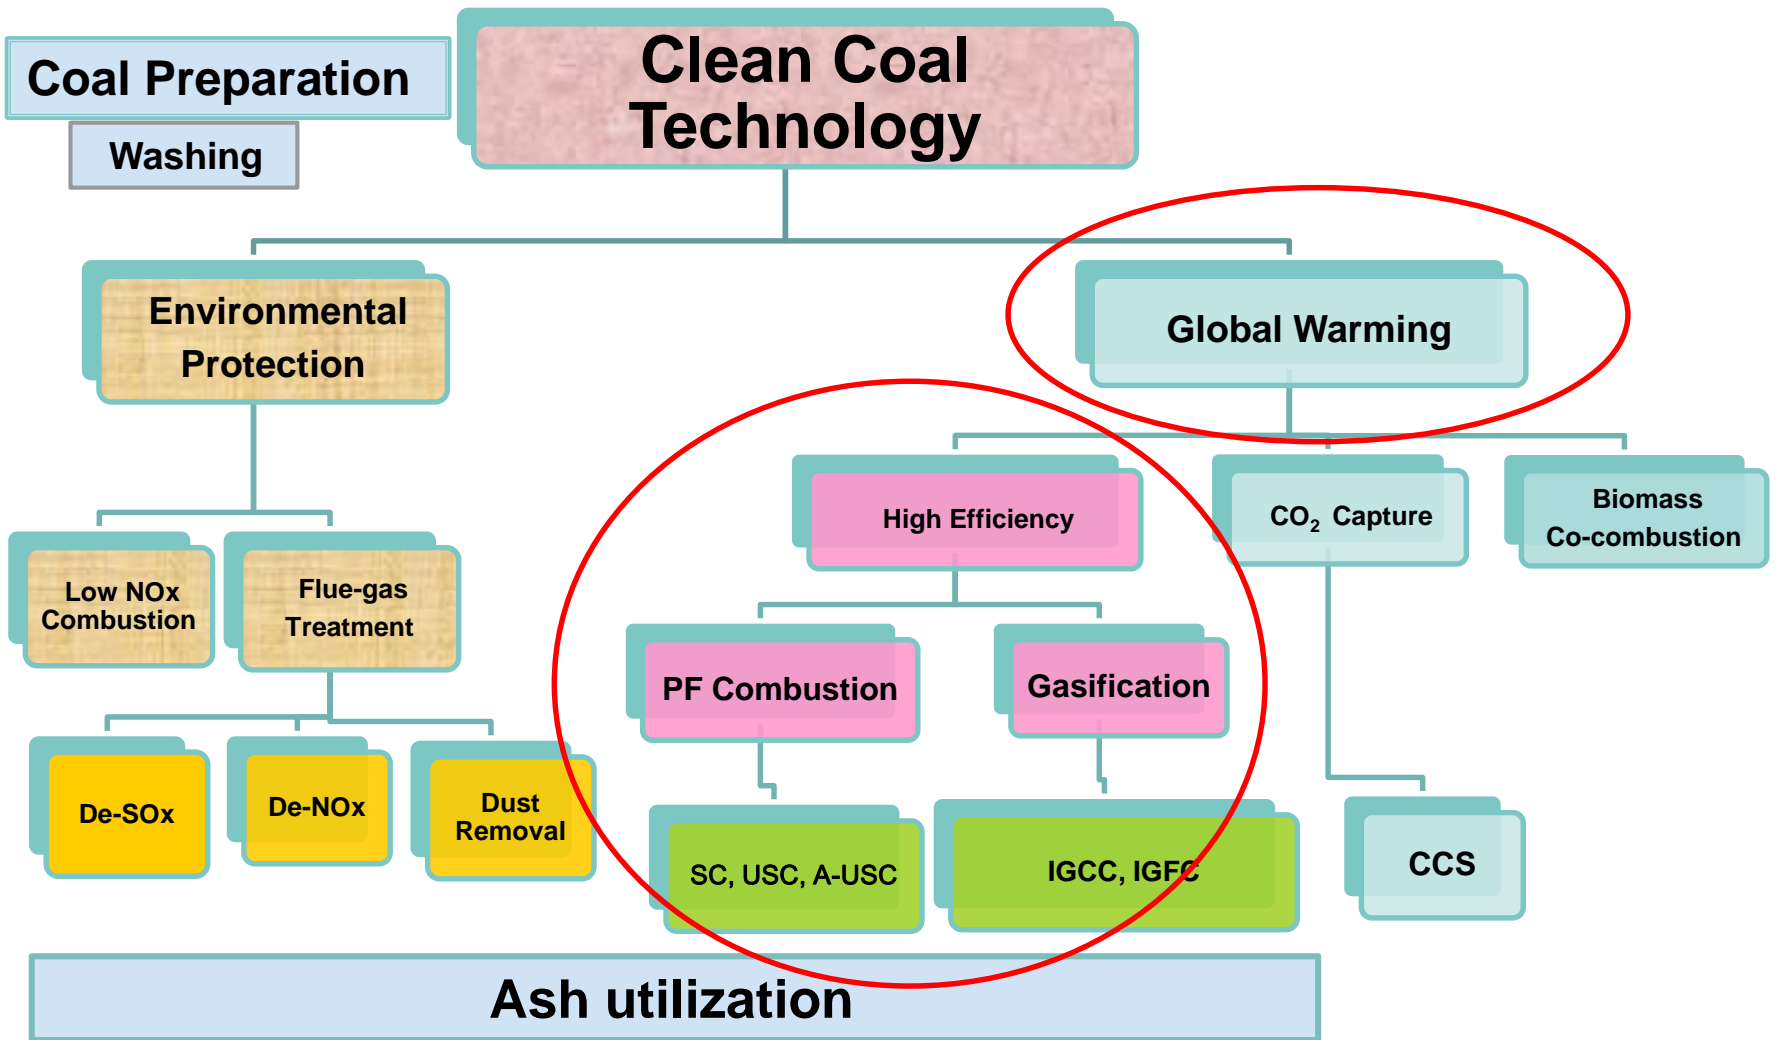 Coal Preparation
Washing
Clean Coal
Technology
Environmental
Protection
Global Warming
Low NOx
Combustion
Flue-gas
Treatment
High Efficiency
CO₂ Capture
Biomass
Co-combustion
PF Combustion
Gasification
De-SOx
De-NOx
Dust
Removal
SC, USC, A-USC
IGCC, IGFC
CCS
Ash utilization